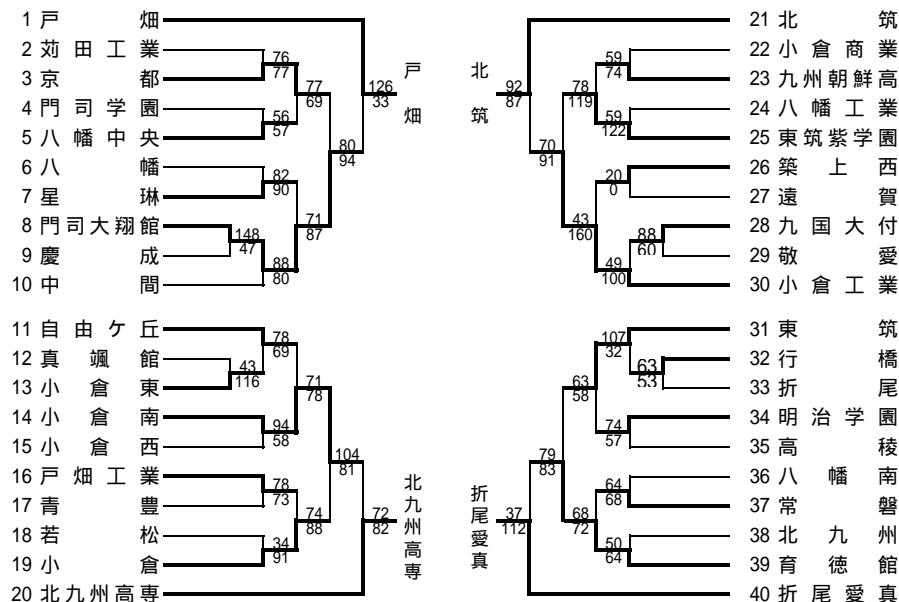 1 戸畑
2 苅田工業
3 京都
4 門司学園
5 八幡中央
6 八幡
7 星琳
8 門司大翔館
9 慶成
10 中間
76
77
56
57
82
90
148
47
88
80
77
69
71
87
80
94
126
33
戸畑
11 自由ケ丘
12 真颯館
13 小倉東
14 小倉南
15 小倉西
16 戸畑工業
17 青豊
18 若松
19 小倉
20 北九州高専
78
69
43
116
94
58
78
73
34
91
71
78
74
88
104
81
72
82
北九州高専
21 北筑
22 小倉商業
23 九州朝鮮高
24 八幡工業
25 東筑紫学園
26 築上西
27 遠賀
28 九国大付
29 敬愛
30 小倉工業
59
74
59
122
20
0
88
60
49
100
78
119
43
160
70
91
92
87
北筑
31 東筑
32 行橋
33 折尾
34 明治学園
35 高稜
36 八幡南
37 常磐
38 北九州
39 育徳館
40 折尾愛真
107
32
63
53
74
57
64
68
50
64
63
58
68
72
79
83
37
112
折尾愛真